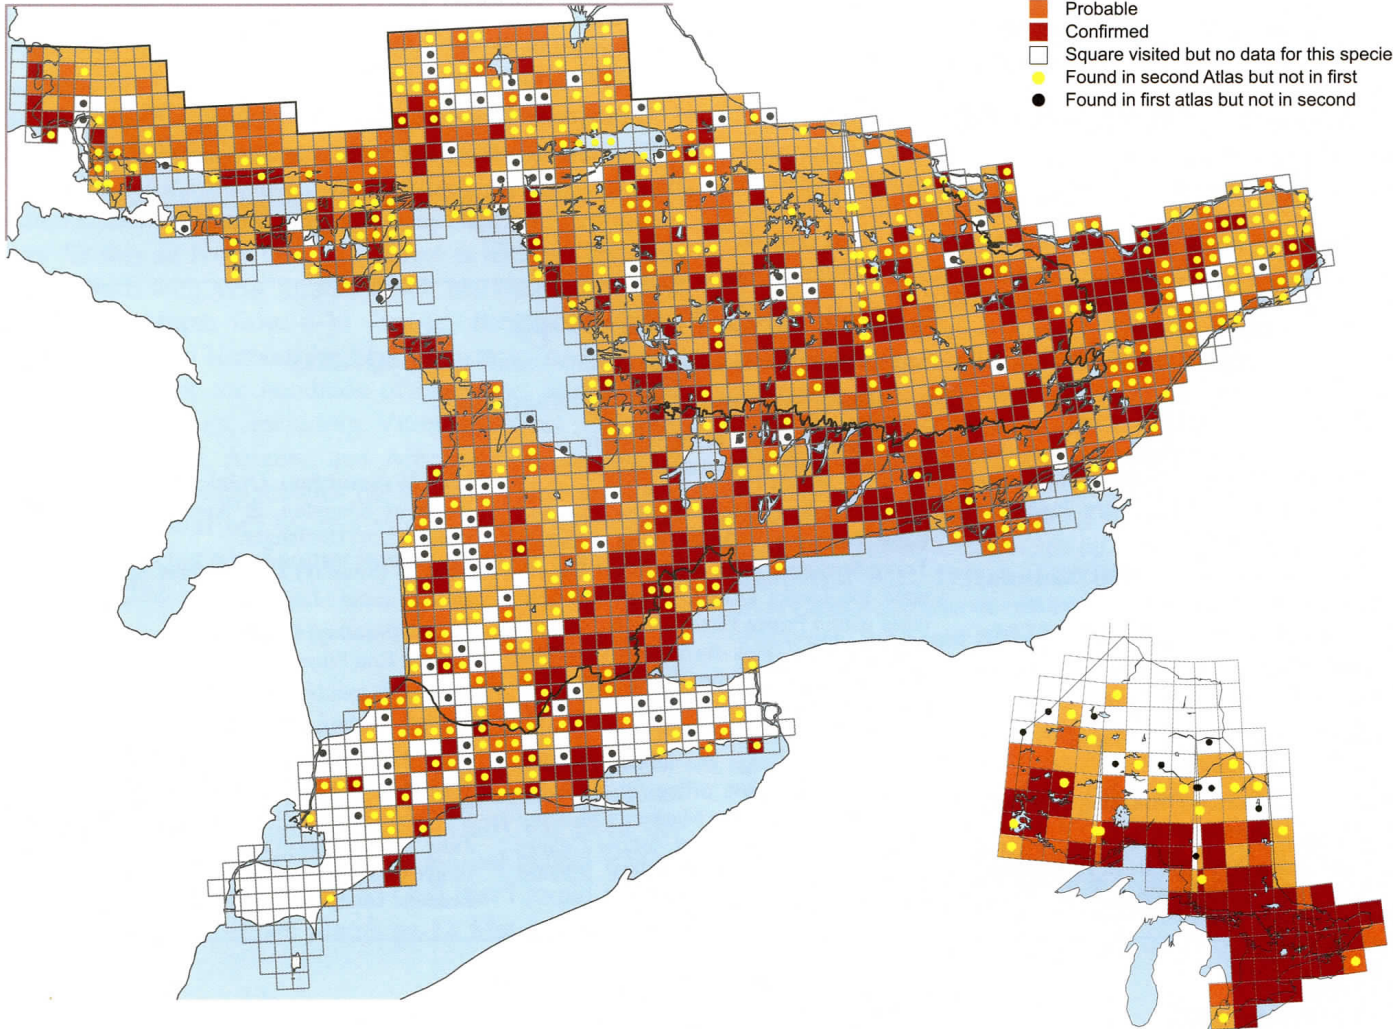 Probable
Confirmed
Square visited but no data for this specie
Found in second Atlas but not in first
Found in first atlas but not in second